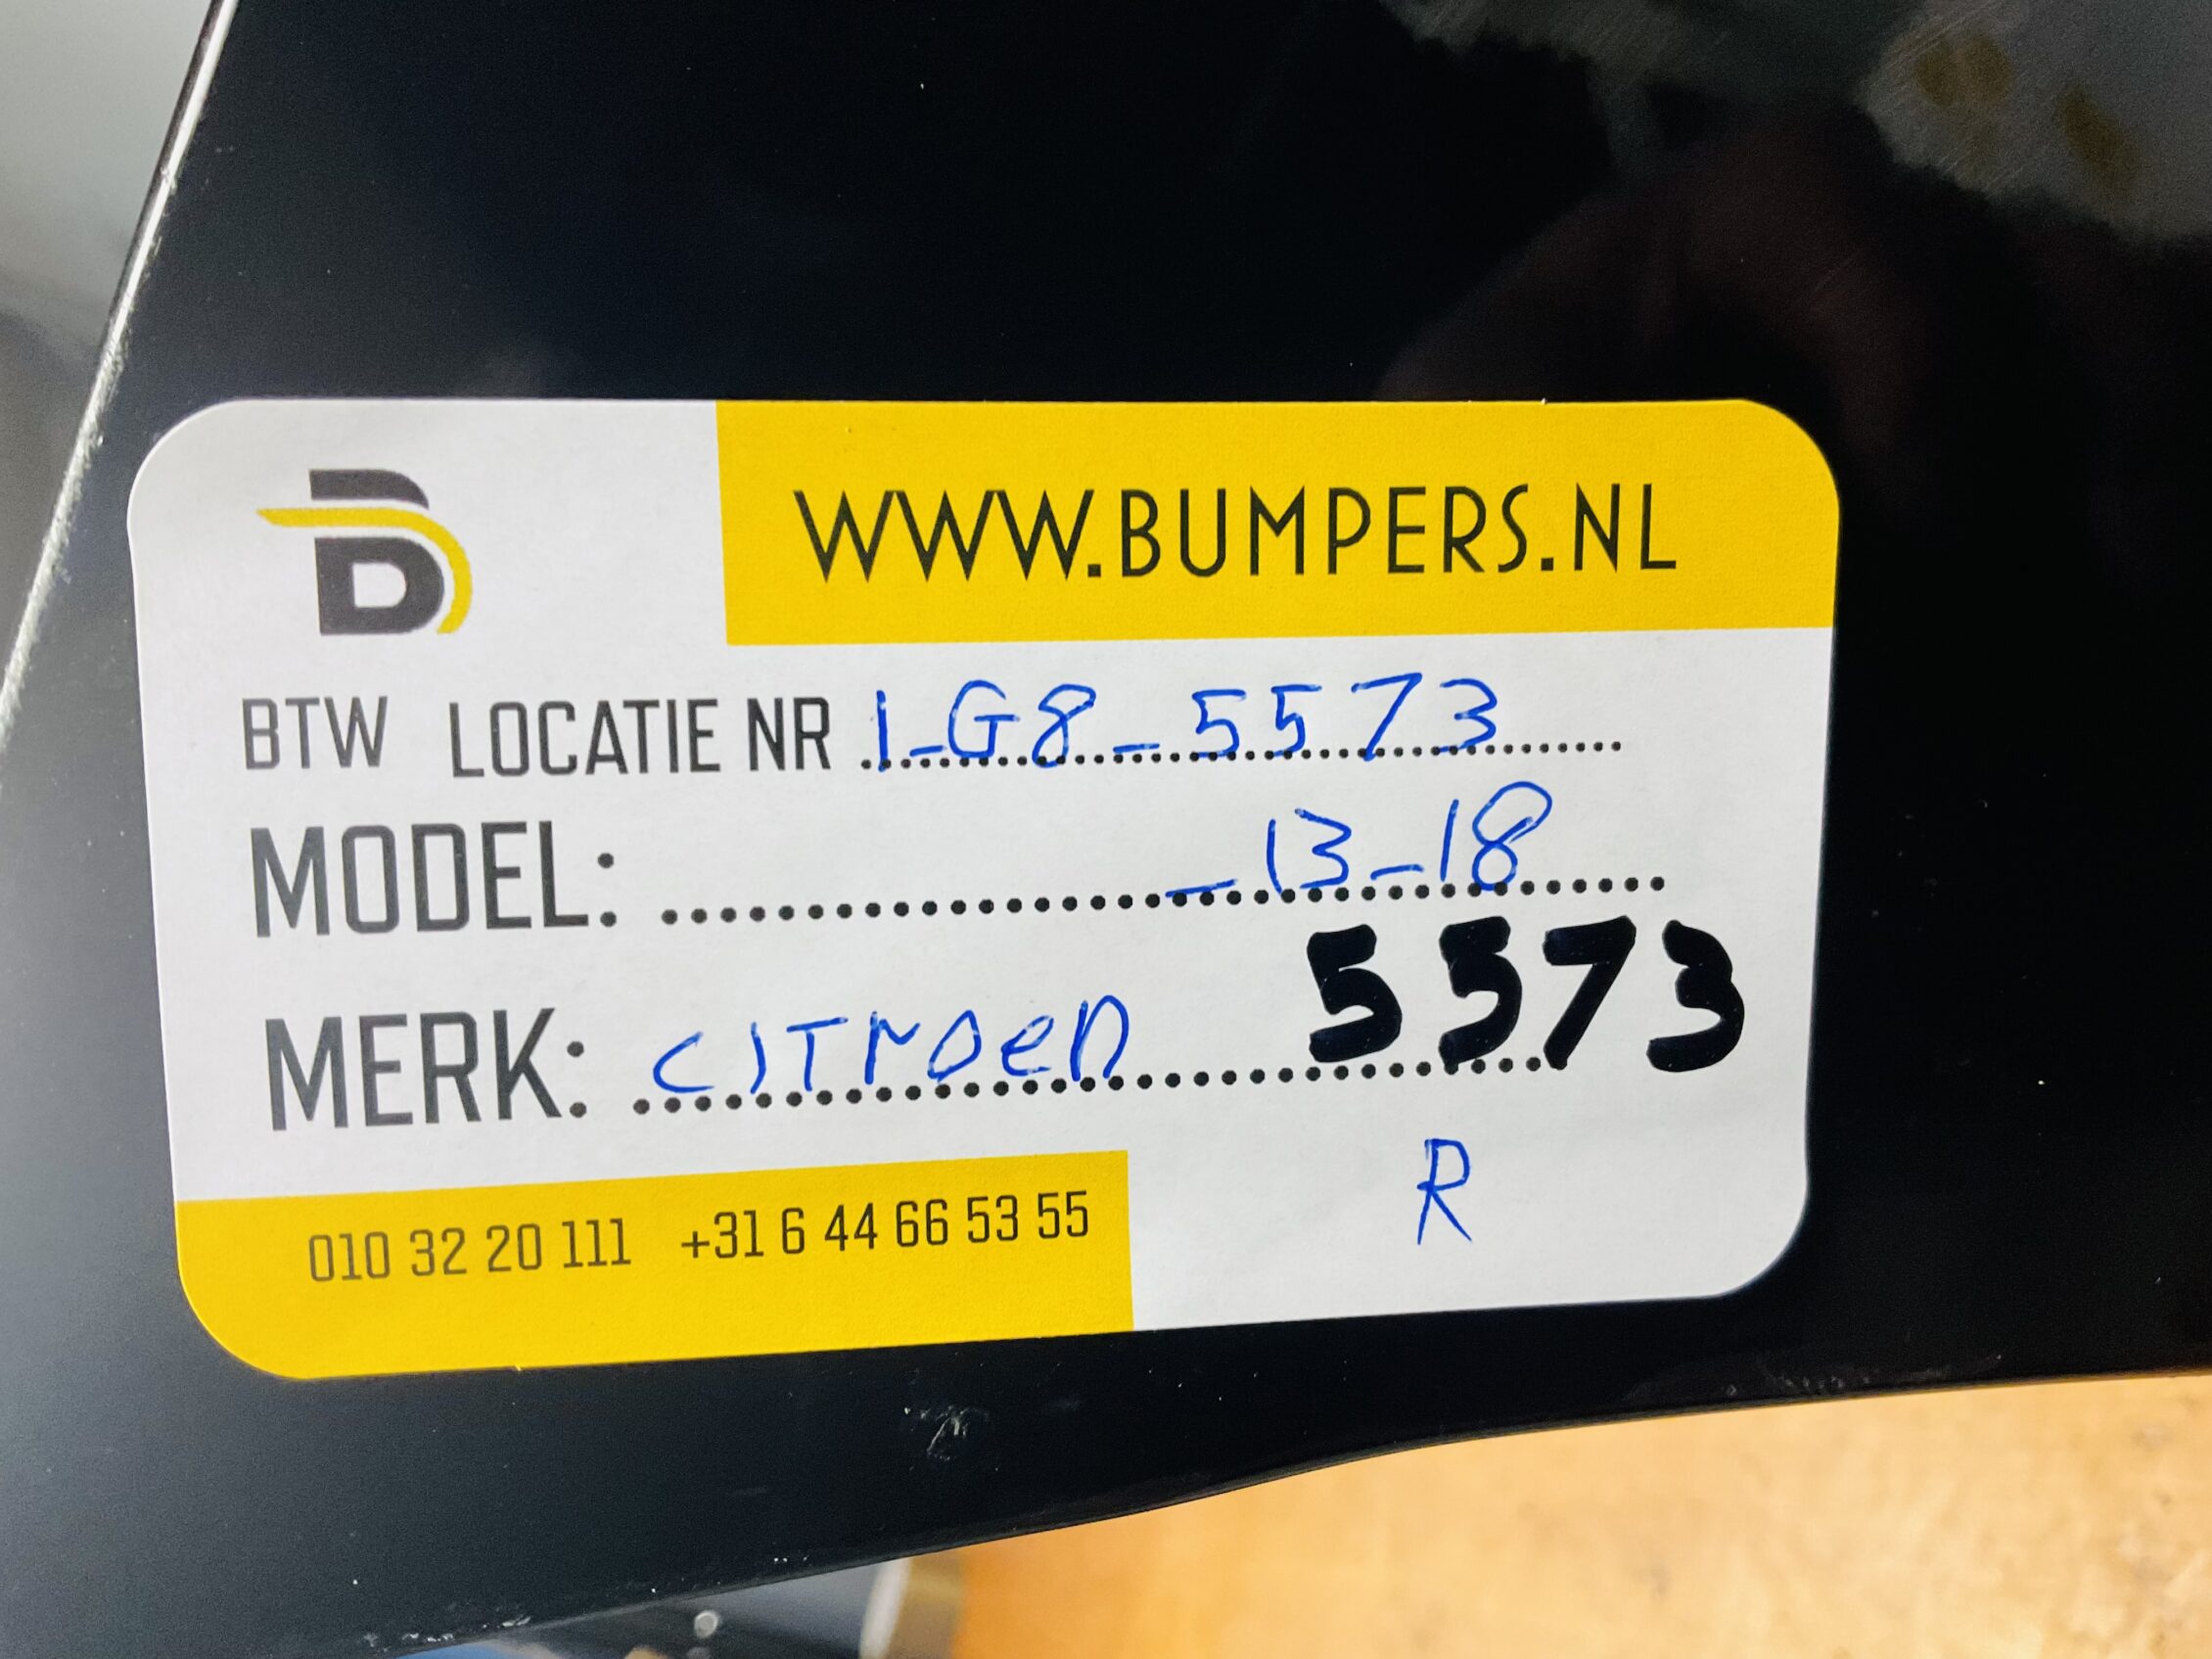 WWW.BUMPERS.NL
BTW LOCATIE NR 1-G8-5573
MODEL: -13-18
5573
MERK: CITROEN
R
010 32 20 111 +31 6 44 66 53 55